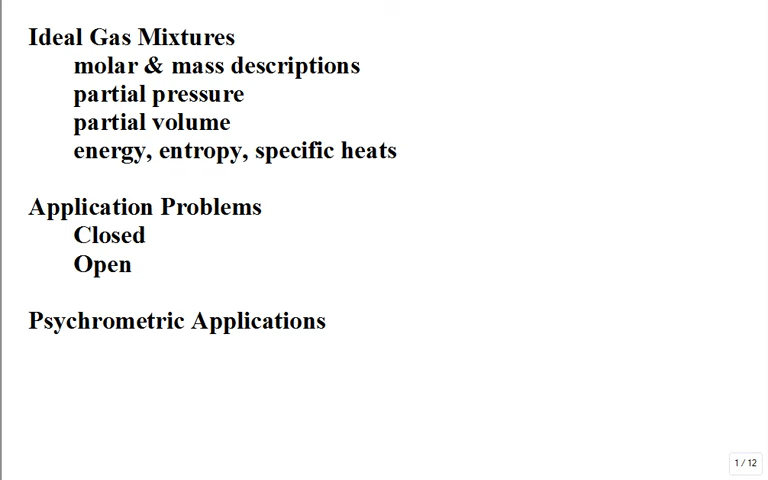 Ideal Gas Mixtures
molar & mass descriptions
partial pressure
partial volume
energy, entropy, specific heats
Application Problems
Closed
Open
Psychrometric Applications
1 / 12